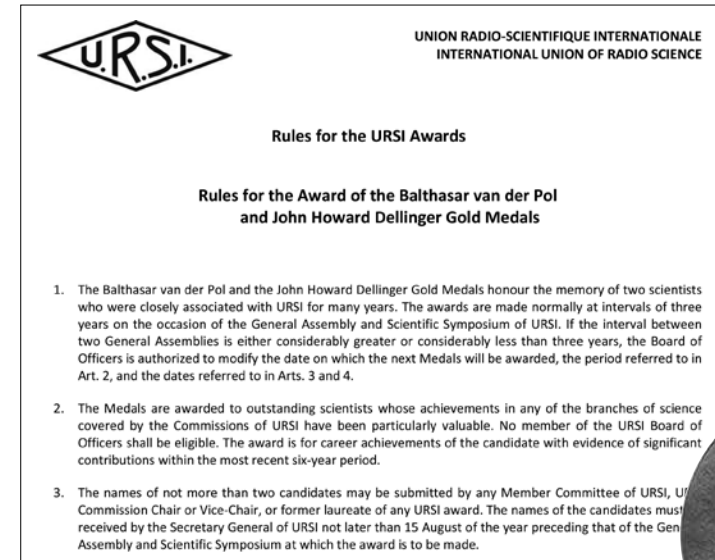 U.R.S.I.
UNION RADIO-SCIENTIFIQUE INTERNATIONALE
INTERNATIONAL UNION OF RADIO SCIENCE
Rules for the URSI Awards
Rules for the Award of the Balthasar van der Pol
and John Howard Dellinger Gold Medals
1. The Balthasar van der Pol and the John Howard Dellinger Gold Medals honour the memory of two scientists
who were closely associated with URSI for many years. The awards are made normally at intervals of three
years on the occasion of the General Assembly and Scientific Symposium of URSI. If the interval between
two General Assemblies is either considerably greater or considerably less than three years, the Board of
Officers is authorized to modify the date on which the next Medals will be awarded, the period referred to in
Art. 2, and the dates referred to in Arts. 3 and 4.
2. The Medals are awarded to outstanding scientists whose achievements in any of the branches of science
covered by the Commissions of URSI have been particularly valuable. No member of the URSI Board of
Officers shall be eligible. The award is for career achievements of the candidate with evidence of significant
contributions within the most recent six-year period.
3. The names of not more than two candidates may be submitted by any Member Committee of URSI,
Commission Chair or Vice-Chair, or former laureate of any URSI award. The names of the candidates must
received by the Secretary General of URSI not later than 15 August of the year preceding that of the
Assembly and Scientific Symposium at which the award is to be made.